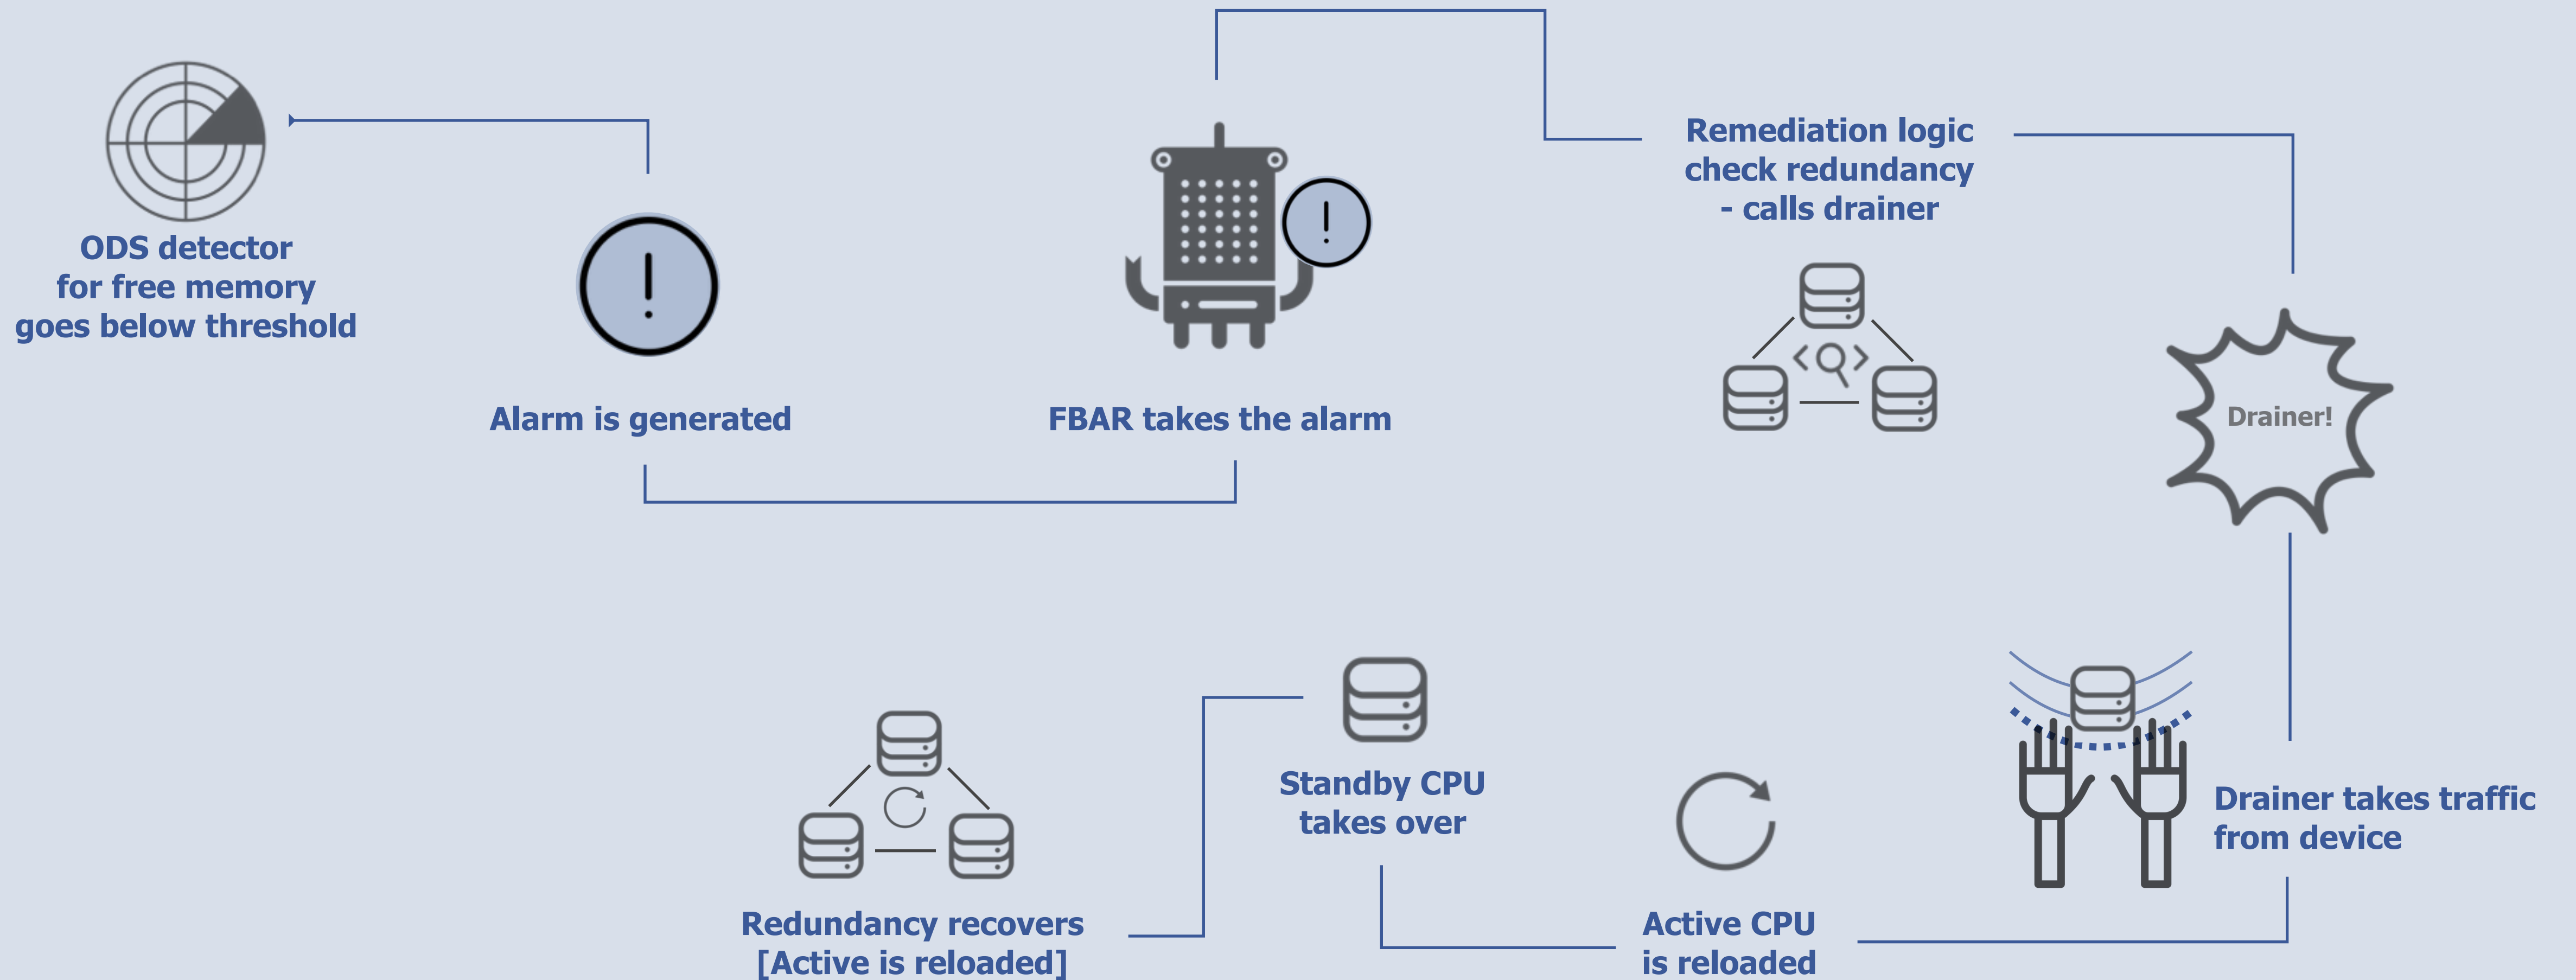 ODS detector
for free memory
goes below threshold
Alarm is generated
FBAR takes the alarm
Remediation logic
check redundancy
- calls drainer
Drainer!
Drainer takes traffic
from device
Active CPU
is reloaded
Standby CPU
takes over
Redundancy recovers
[Active is reloaded]